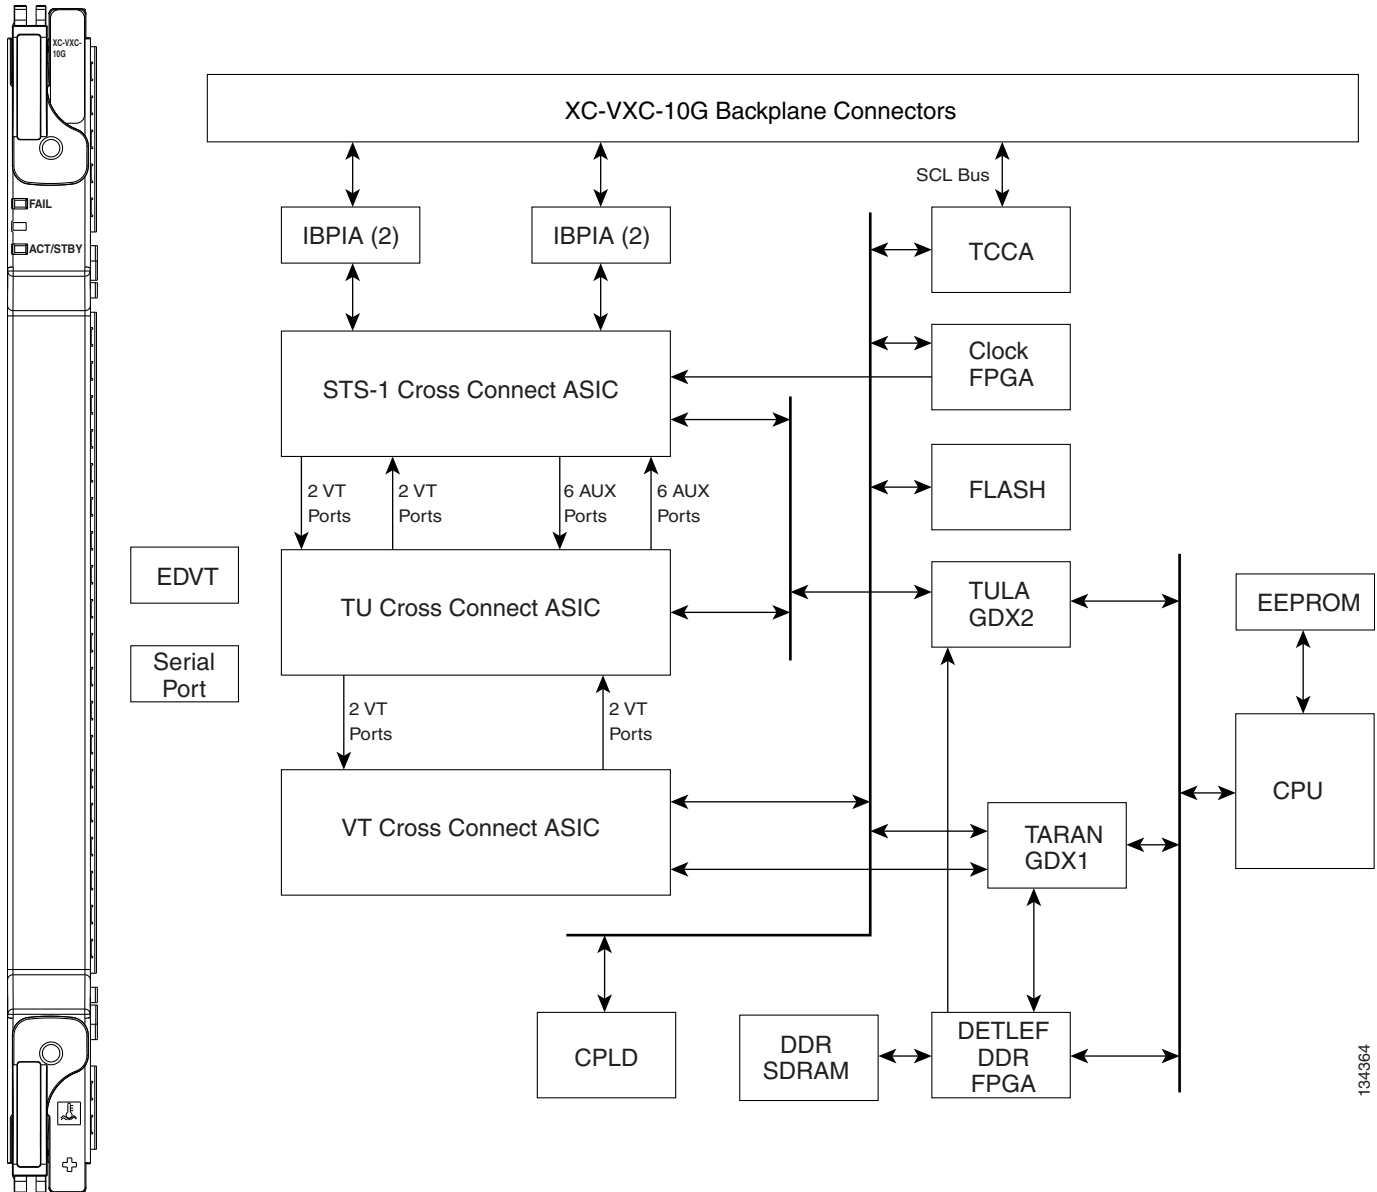 XC-VXC-
10G
FAIL
ACT/STBY
XC-VXC-10G Backplane Connectors
SCL Bus
IBPIA (2)
IBPIA (2)
TCCA
STS-1 Cross Connect ASIC
Clock
FPGA
2 VT
Ports
2 VT
Ports
6 AUX
Ports
6 AUX
Ports
FLASH
EDVT
TU Cross Connect ASIC
TULA
GDX2
EEPROM
Serial
Port
2 VT
Ports
2 VT
Ports
VT Cross Connect ASIC
TARAN
GDX1
CPU
CPLD
DDR
SDRAM
DETLEF
DDR
FPGA
134364